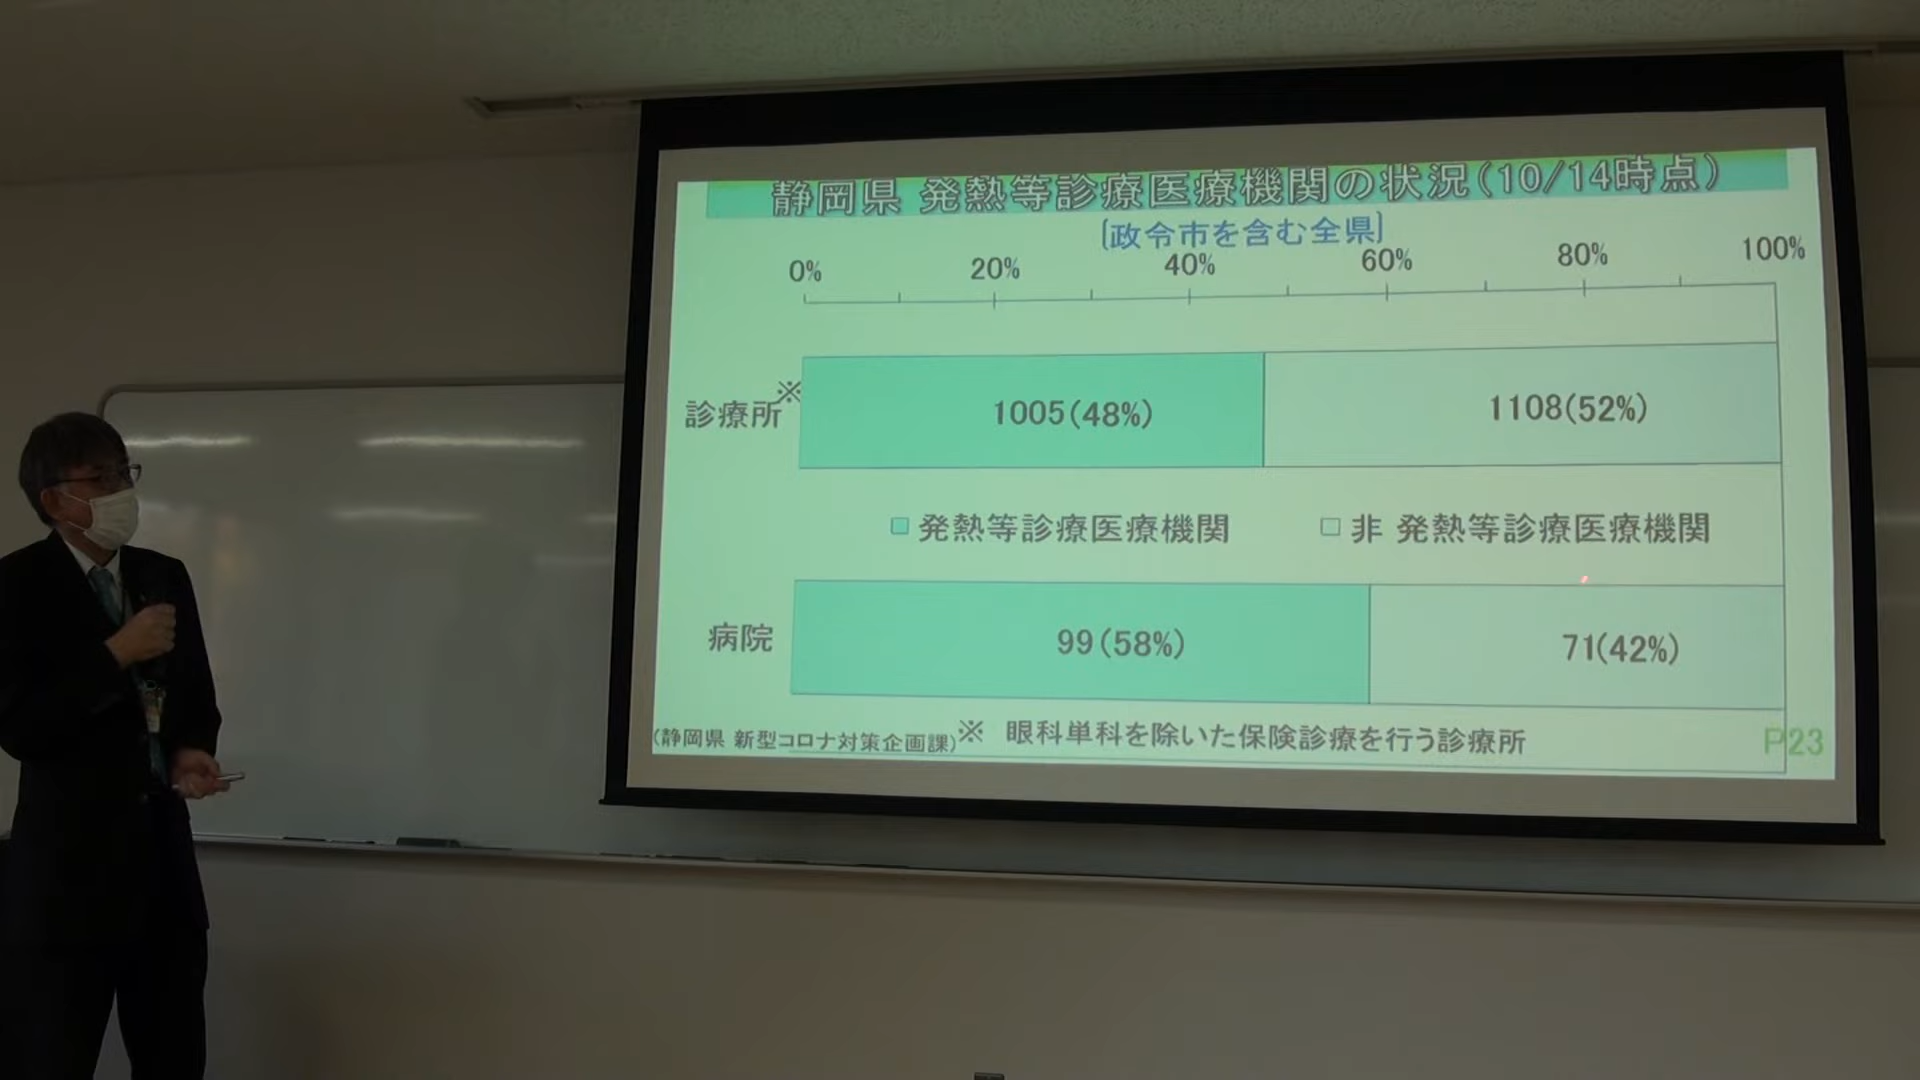 静岡県 発熱等診療医療機関の状況(10/14時点)
[政令市を含む全県]
0% 20% 40% 60% 80% 100%
診療所※ 1005(48%) 1108(52%)
発熱等診療医療機関 非 発熱等診療医療機関
病院 99(58%) 71(42%)
(静岡県 新型コロナ対策企画課)※ 眼科単科を除いた保険診療を行う診療所
P23